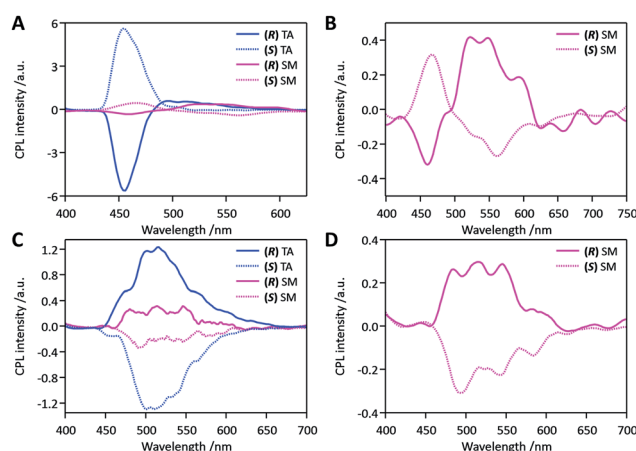 A
CPL intensity /a.u.
6
3
0
-3
-6
400 450 500 550 600
Wavelength /nm
(R) TA
(S) TA
(R) SM
(S) SM
B
CPL intensity /a.u.
0.4
0.2
0.0
-0.2
-0.4
400 450 500 550 600 650 700 750
Wavelength /nm
(R) SM
(S) SM
C
CPL intensity /a.u.
1.2
0.8
0.4
0.0
-0.4
-0.8
-1.2
400 450 500 550 600 650 700
Wavelength /nm
(R) TA
(S) TA
(R) SM
(S) SM
D
CPL intensity /a.u.
0.4
0.2
0.0
-0.2
-0.4
400 450 500 550 600 650 700
Wavelength /nm
(R) SM
(S) SM